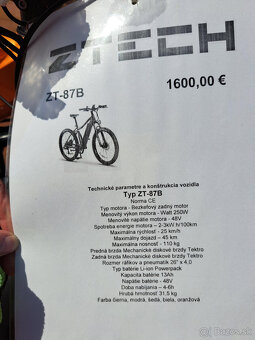 ZTECH
ZT-87B
1600,00 €
Technické parametre a konštrukcia vozidla
Typ ZT-87B
Norma CE
Typ motora - Bezkefový zadný motor
Menovitý výkon motora - Watt 250W
Menovité napätie motora - 48V
Spotreba energie motora – 2-3kW h/100km
Maximálna rýchlosť - 25 km/h
Maximálny dojazd – 45 km
Maximálna nosnosť - 110 kg
Predná brzda Mechanické diskové brzdy Tektro
Zadná brzda Mechanické diskové brzdy Tektro
Rozmer ráfikov a pneumatík 26" x 4,0
Typ batérie Li-ion Powerpack
Kapacita batérie 13Ah
Napätie batérie - 48V
Doba nabíjania – 4-6h
Hrubá hmotnosť 31,5 kg
Farba čierna, modrá, šedá, biela, oranžová
bazos.sk